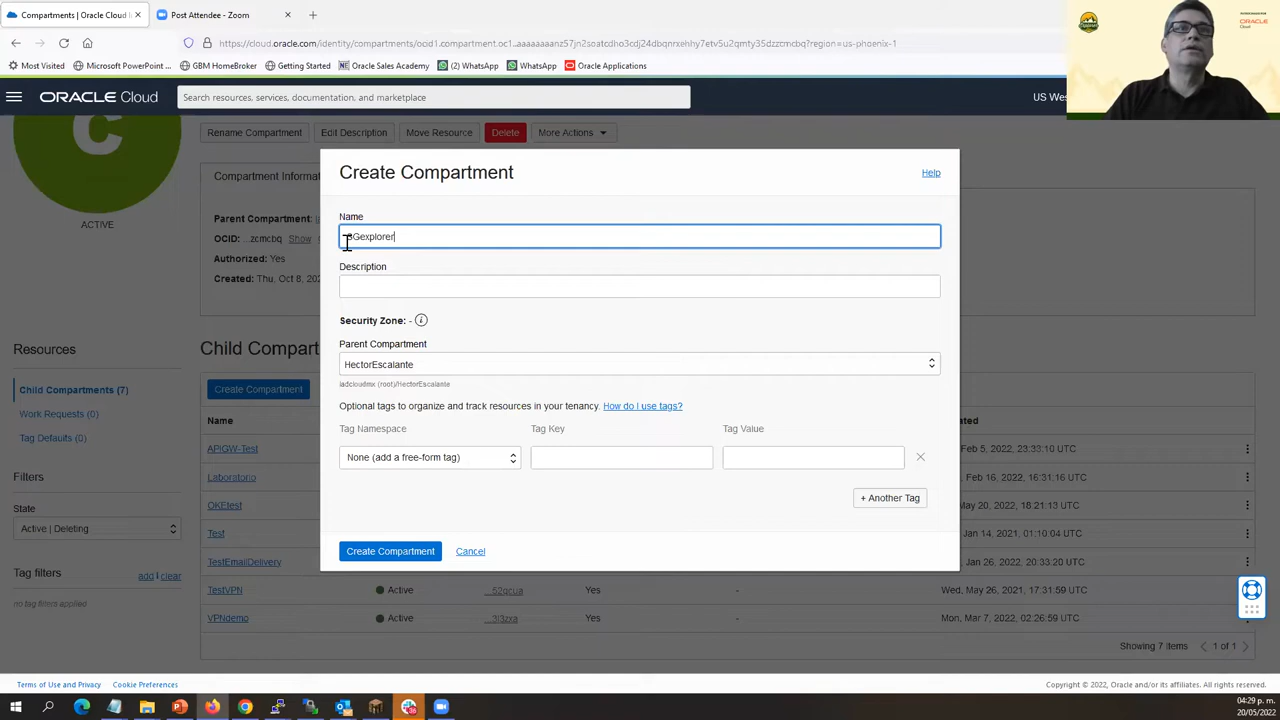 Compartments | Oracle Cloud I
Post Attendee - Zoom
https://cloud.oracle.com/identity/compartments/
?region=us-phoenix-1
Most Visited
Microsoft PowerPoint ...
GBM HomeBroker
Getting Started
Oracle Sales Academy
(2) WhatsApp
WhatsApp
Oracle Applications
ORACLE Cloud
Search resources, services, documentation, and marketplace
US We
ORACLE
Cloud
C
ACTIVE
Rename Compartment
Edit Description
Move Resource
Delete
More Actions
Compartment Informa
Parent Compartment:
OCID: ...zcmcbq Show
Authorized: Yes
Created: Thu, Oct 8, 202
Create Compartment
Help
Name
Gexplorer
Description
Security Zone: - i
Parent Compartment
HectorEscalante
iadcloudmx (root)/HectorEscalante
Optional tags to organize and track resources in your tenancy. How do I use tags?
Tag Namespace
Tag Key
Tag Value
None (add a free-form tag)
+ Another Tag
Create Compartment
Cancel
Resources
Child Compartments (7)
Work Requests (0)
Tag Defaults (0)
Filters
State
Active | Deleting
Tag filters
add | clear
no tag filters applied
Child Compart
Create Compartment
Name
Created
APIGW-Test
Feb 5, 2022, 23:33:10 UTC
Laboratorio
Feb 16, 2022, 16:31:16 UTC
OKEtest
May 20, 2022, 18:21:13 UTC
Test
Jan 14, 2021, 01:31:34 UTC
TestEmailDelivery
Jan 26, 2022, 20:33:20 UTC
TestVPN
Active
...52qcua
Yes
-
Wed, May 26, 2021, 17:31:59 UTC
VPNdemo
Active
Yes
-
Mon, Mar 7, 2022, 02:26:59 UTC
Showing 7 items
1 of 1
Terms of Use and Privacy
Cookie Preferences
Copyright © 2022, Oracle and/or its affiliates. All rights reserved.
04:29 p. m.
20/05/2022